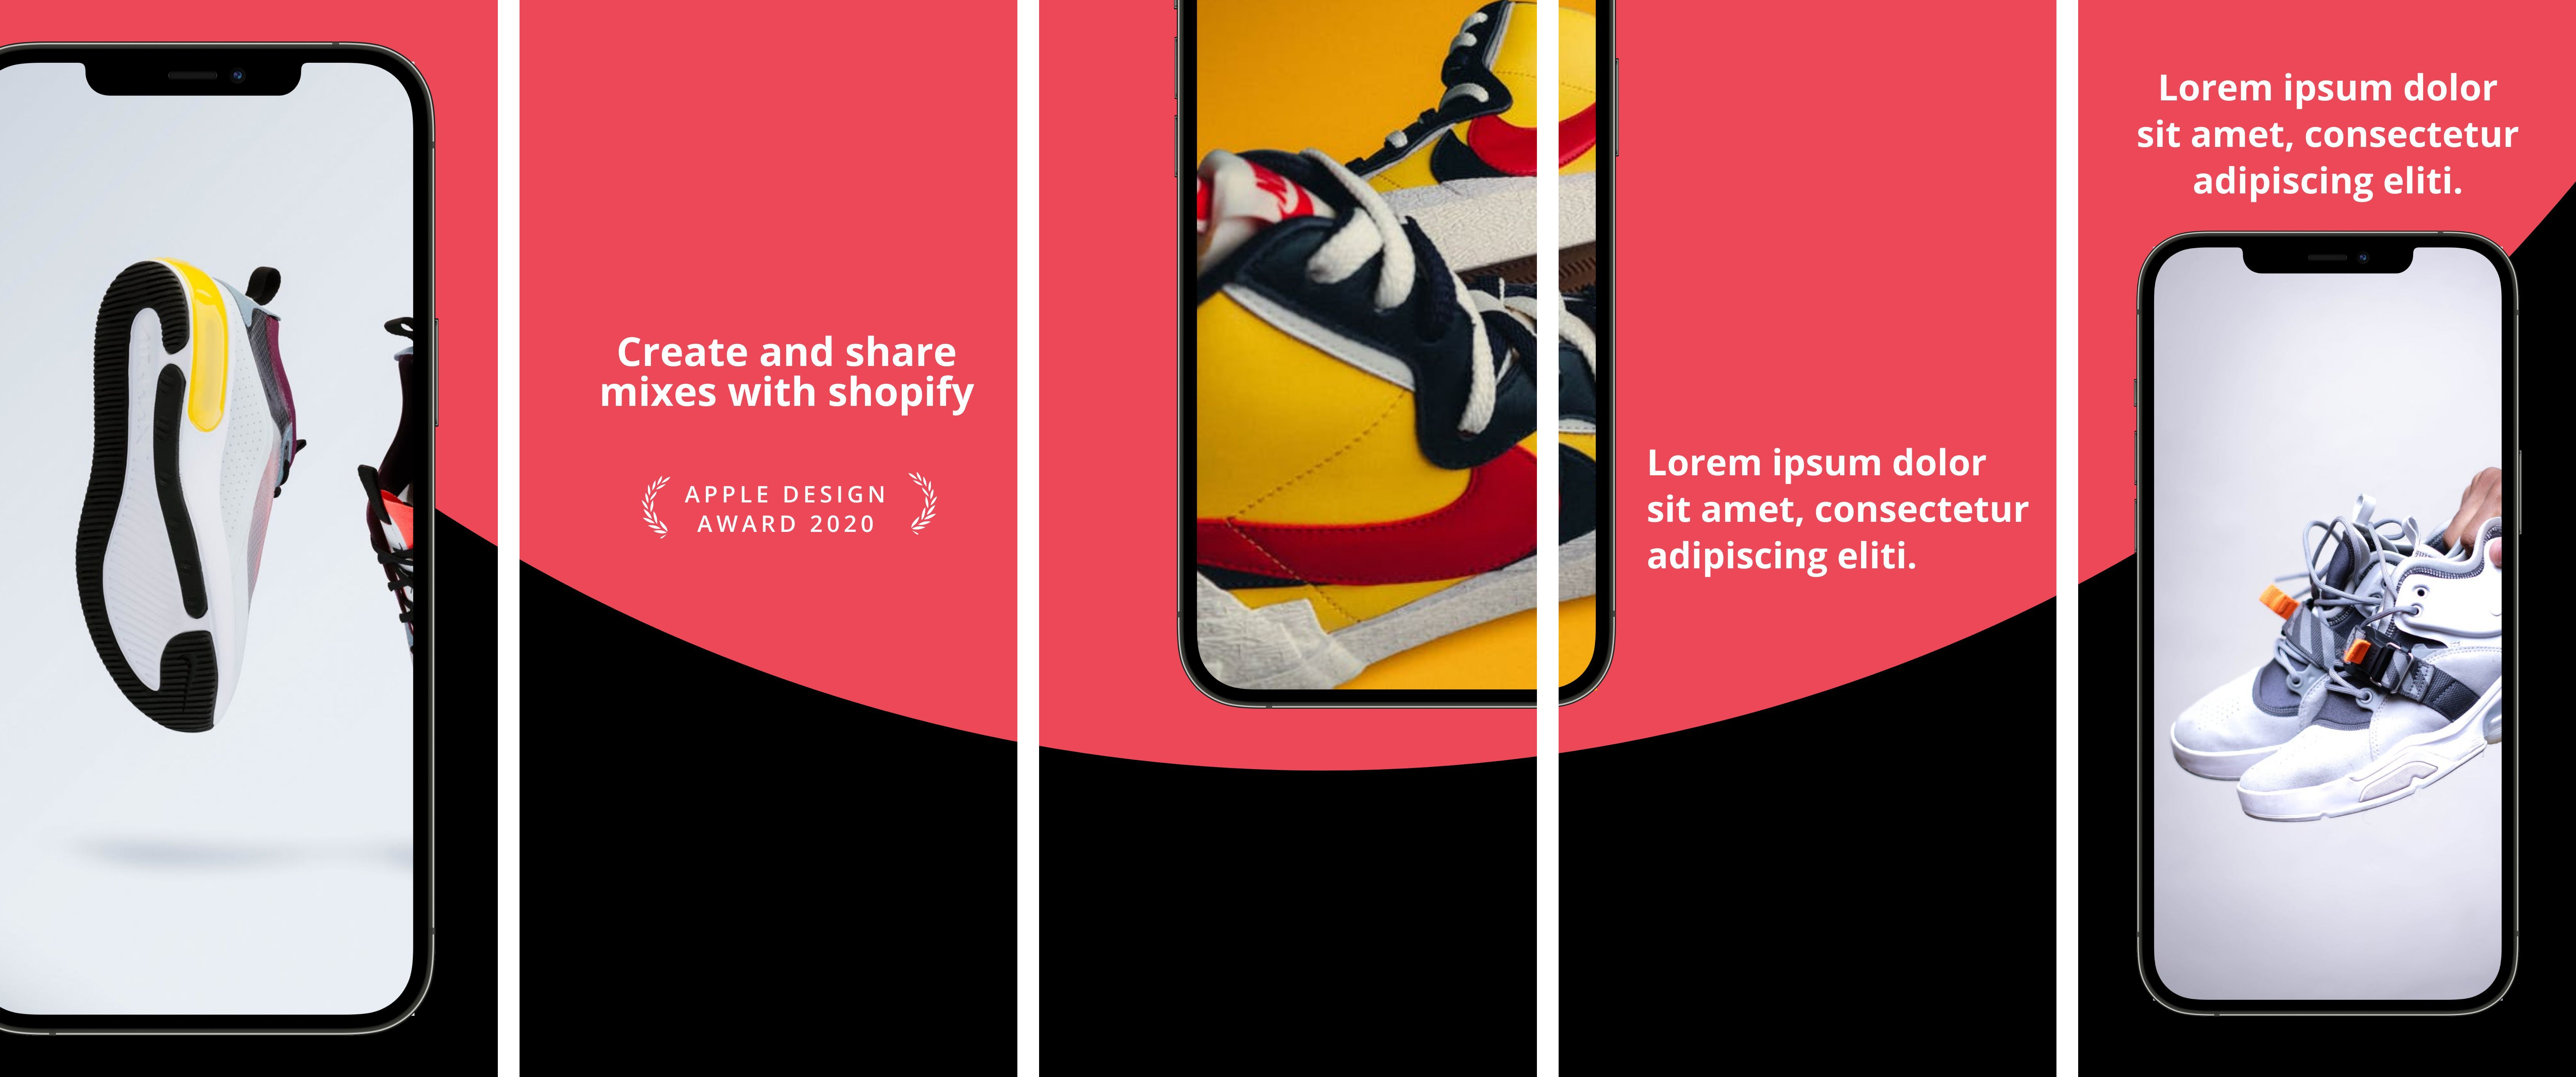 Create and share
mixes with shopify
APPLE DESIGN
AWARD 2020
Lorem ipsum dolor
sit amet, consectetur
adipiscing eliti.
Lorem ipsum dolor
sit amet, consectetur
adipiscing eliti.